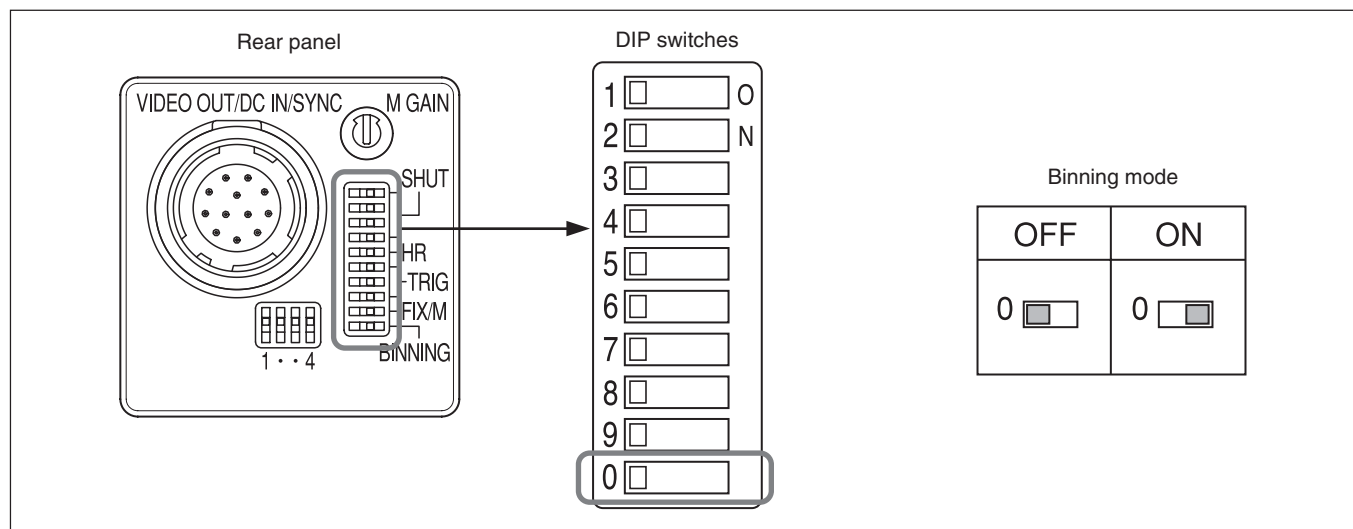 Rear panel
VIDEO OUT/DC IN/SYNC
M GAIN
SHUT
HR
TRIG
FIX/M
BINNING
1 · · 4
DIP switches
1 O
2 N
3
4
5
6
7
8
9
0
Binning mode
OFF ON
0 0